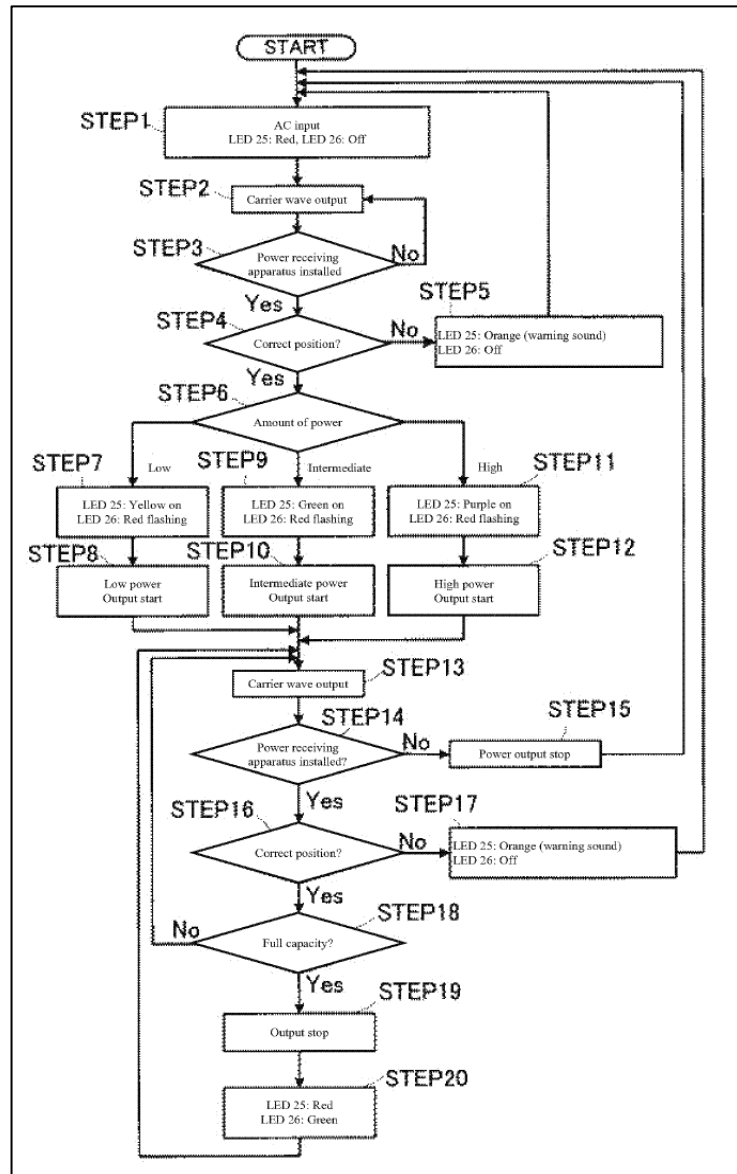 START
STEP1
AC input
LED 25: Red, LED 26: Off
STEP2
Carrier wave output
STEP3
Power receiving
apparatus installed
No
Yes
STEP4
Correct position?
No
STEP5
LED 25: Orange (warning sound)
LED 26: Off
Yes
STEP6
Amount of power
STEP7
Low
STEP9
Intermediate
High
STEP11
LED 25: Yellow on
LED 26: Red flashing
LED 25: Green on
LED 26: Red flashing
LED 25: Purple on
LED 26: Red flashing
STEP8
STEP10
STEP12
Low power
Output start
Intermediate power
Output start
High power
Output start
STEP13
Carrier wave output
STEP14
Power receiving
apparatus installed?
No
STEP15
Power output stop
Yes
STEP16
Correct position?
No
STEP17
LED 25: Orange (warning sound)
LED 26: Off
Yes
STEP18
No
Full capacity?
Yes
STEP19
Output stop
STEP20
LED 25: Red
LED 26: Green